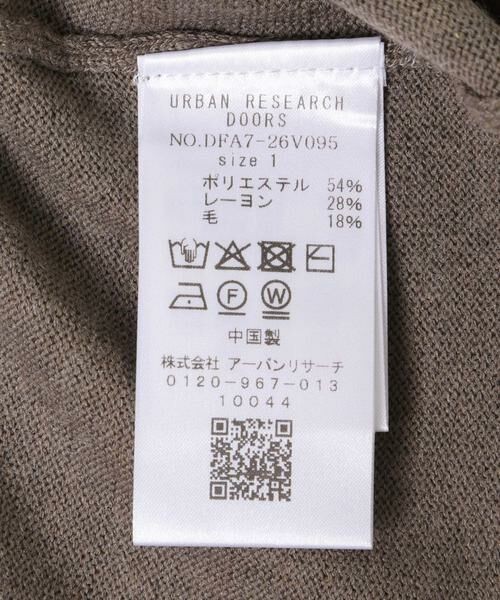 URBAN RESEARCH
DOORS
NO.DFA7-26V095
size 1
ポリエステル 54%
レーヨン 28%
毛 18%
F W
中国製
株式会社 アーバンリサーチ
0120-967-013
10044